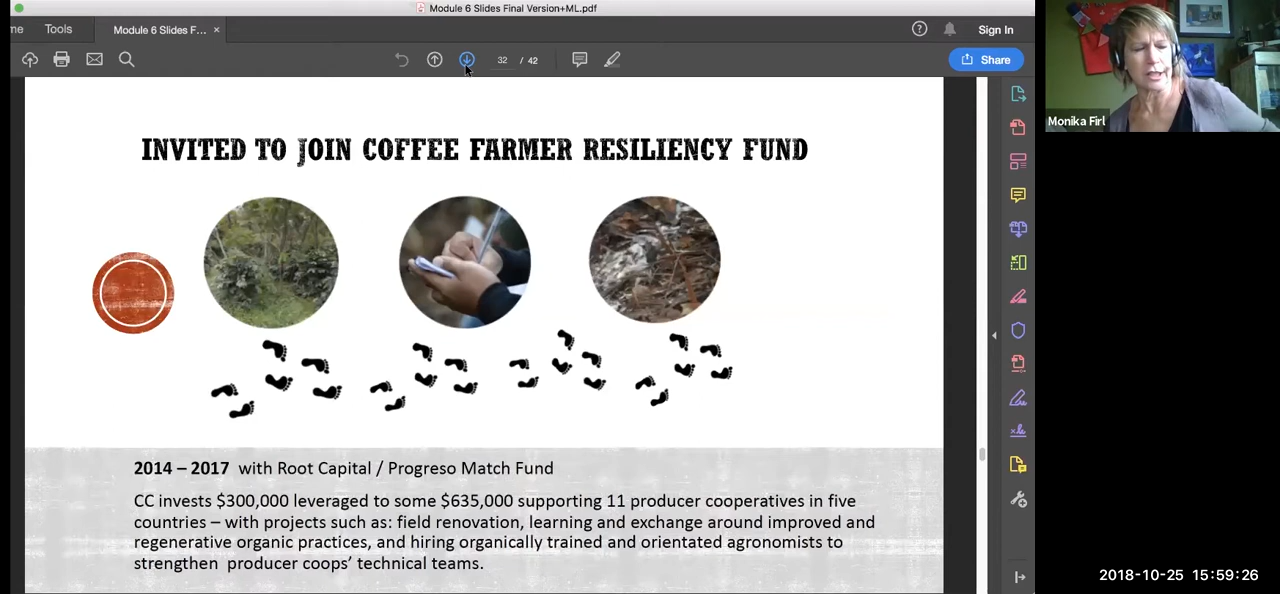 Module 6 Slides Final Version+ML.pdf
me Tools Module 6 Slides F... × Sign In
32 / 42 Share
Monika Firl
INVITED TO JOIN COFFEE FARMER RESILIENCY FUND
2014 – 2017 with Root Capital / Progreso Match Fund
CC invests $300,000 leveraged to some $635,000 supporting 11 producer cooperatives in five
countries – with projects such as: field renovation, learning and exchange around improved and
regenerative organic practices, and hiring organically trained and orientated agronomists to
strengthen producer coops' technical teams.
2018-10-25 15:59:26